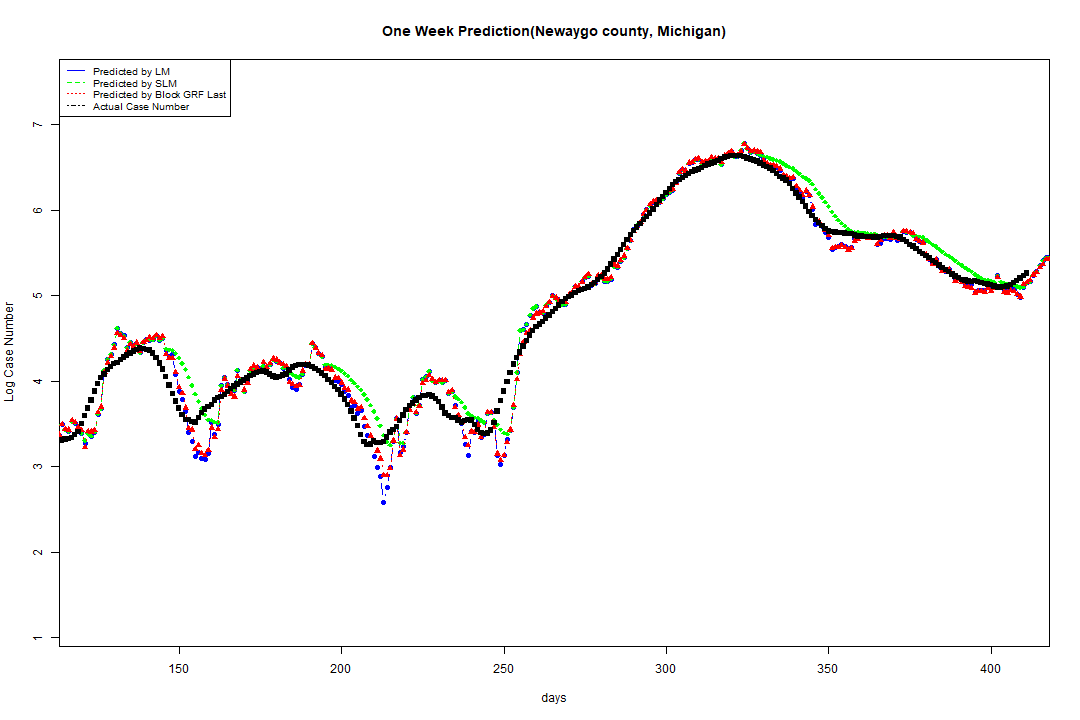 One Week Prediction(Newaygo county, Michigan)
Predicted by LM
Predicted by SLM
Predicted by Block GRF Last
Actual Case Number
7
6
5
4
3
2
1
Log Case Number
150 200 250 300 350 400
days